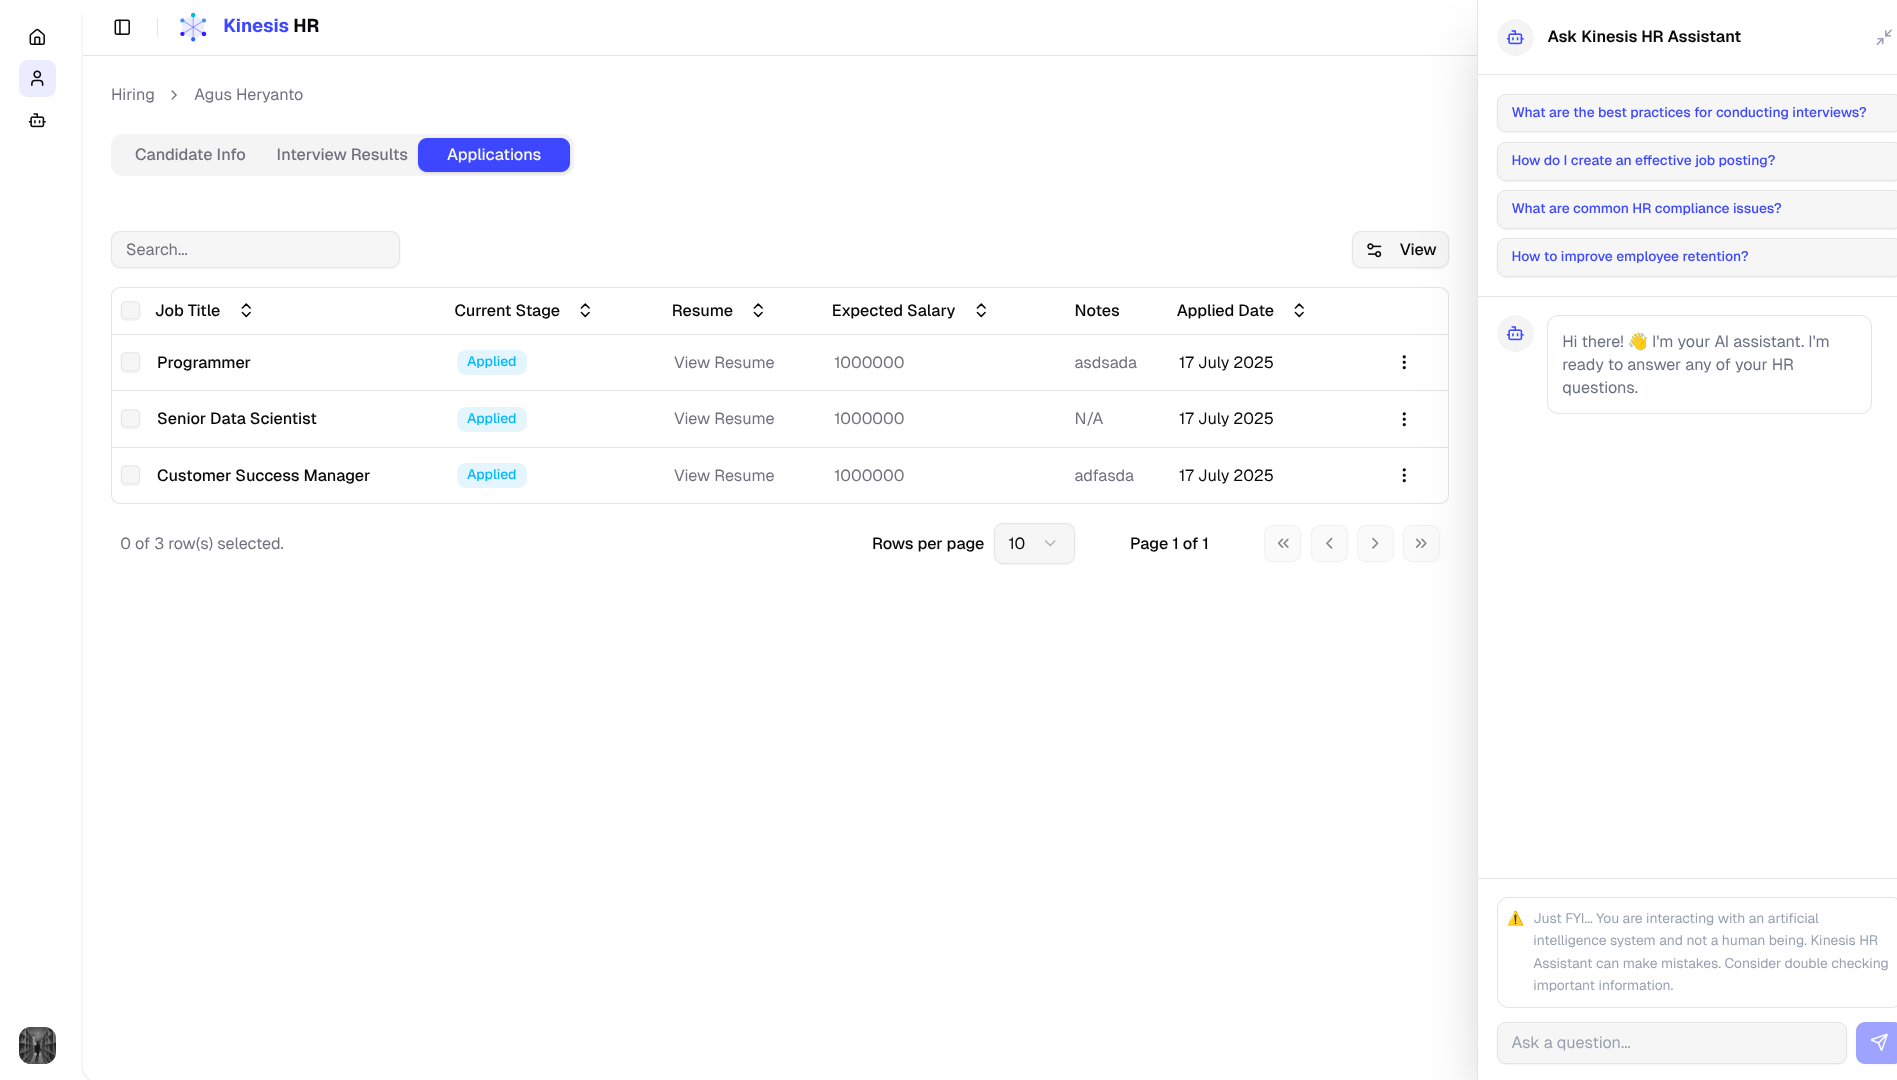 Kinesis HR
Hiring
Agus Heryanto
Candidate Info
Interview Results
Applications
Search...
View
Job Title
Current Stage
Resume
Expected Salary
Notes
Applied Date
Programmer
Applied
View Resume
1000000
asdsada
17 July 2025
Senior Data Scientist
Applied
View Resume
1000000
N/A
17 July 2025
Customer Success Manager
Applied
View Resume
1000000
adfasda
17 July 2025
0 of 3 row(s) selected.
Rows per page
10
Page 1 of 1
Ask Kinesis HR Assistant
What are the best practices for conducting interviews?
How do I create an effective job posting?
What are common HR compliance issues?
How to improve employee retention?
Hi there! 👋 I'm your AI assistant. I'm
ready to answer any of your HR
questions.
Just FYI... You are interacting with an artificial
intelligence system and not a human being. Kinesis HR
Assistant can make mistakes. Consider double checking
important information.
Ask a question...